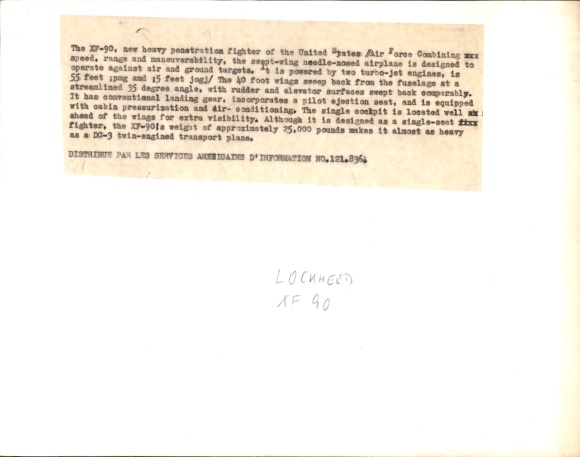 The XF-90, new heavy penetration fighter of the United States /Air Force Combining xxx
speed, range and maneuverability, the swept-wing needle-nosed airplane is designed to
operate against air and ground targets. It is powered by two turbo-jet engines, is
55 feet ;pmg amd ;5 feet jogj/ The 40 foot wings sweep back from the fuselage at a
streamlined 35 degree angle, with rudder and elevator surfaces swept back comparably.
It has conventional landing gear, incorporates a pilot ejection seat, and is equipped
with cabin pressurization and air- conditioning. The single cockpit is located well
ahead of the wings for extra visibility. Although it is designed as a single-seat
fighter, the XF-90!s weight of approximately 25,000 pounds makes it almost as heavy
as a DC-3 twin-engined transport plane.
DISTRIBUE PAR LES SERVICES AMERICAINS D'INFORMATION NO.121.836
LOCKHEED
XF 90